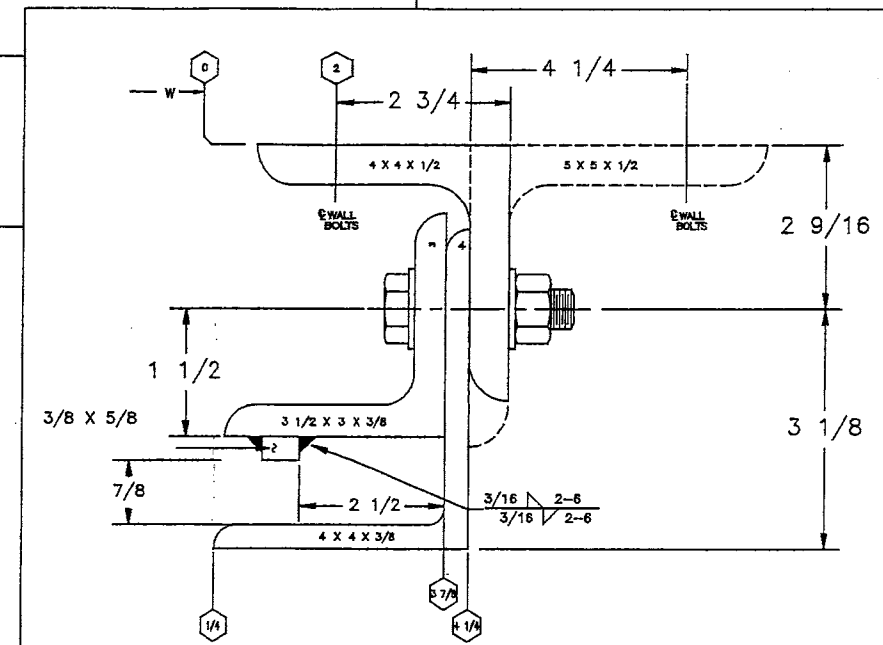 0
2
4 1/4
W
2 3/4
4 X 4 X 1/2
5 X 5 X 1/2
℄ WALL
BOLTS
℄ WALL
BOLTS
2 9/16
3
4
1 1/2
3/8 X 5/8
3 1/2 X 3 X 3/8
3 1/8
2
7/8
2 1/2
3/16 2-6
3/16 2-6
4 X 4 X 3/8
3 7/8
1/4
4 1/4